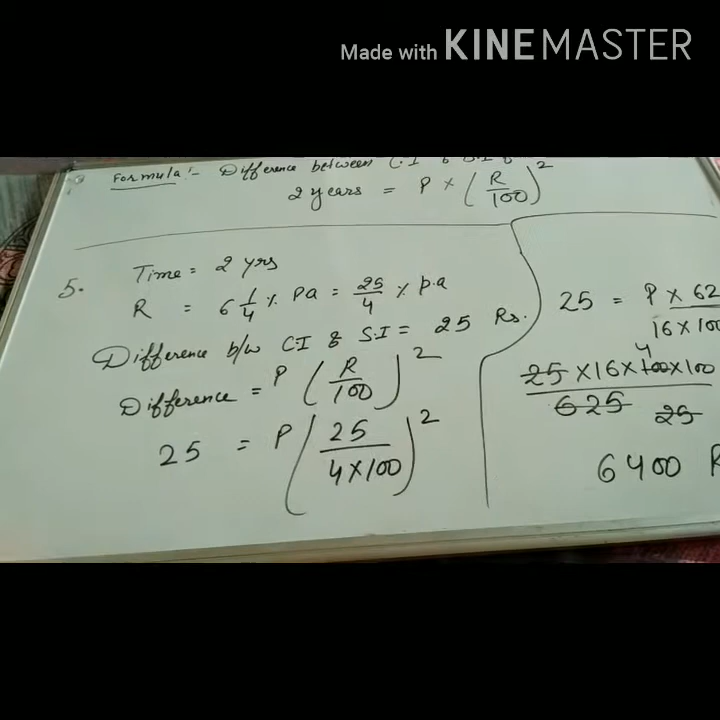 Made with KINEMASTER
Formula:- Difference between C.I & S.I &
2 years = P × (R/100)²
5. Time = 2 yrs
R = 6 1/4 % Pa = 25/4 % p.a
Difference b/w C.I & S.I = 25 Rs.
Difference = P (R/100)²
25 = P (25/4×100)²
25 = P × 62
16×100
4
25 ×16×100×100
625 25
6400 R